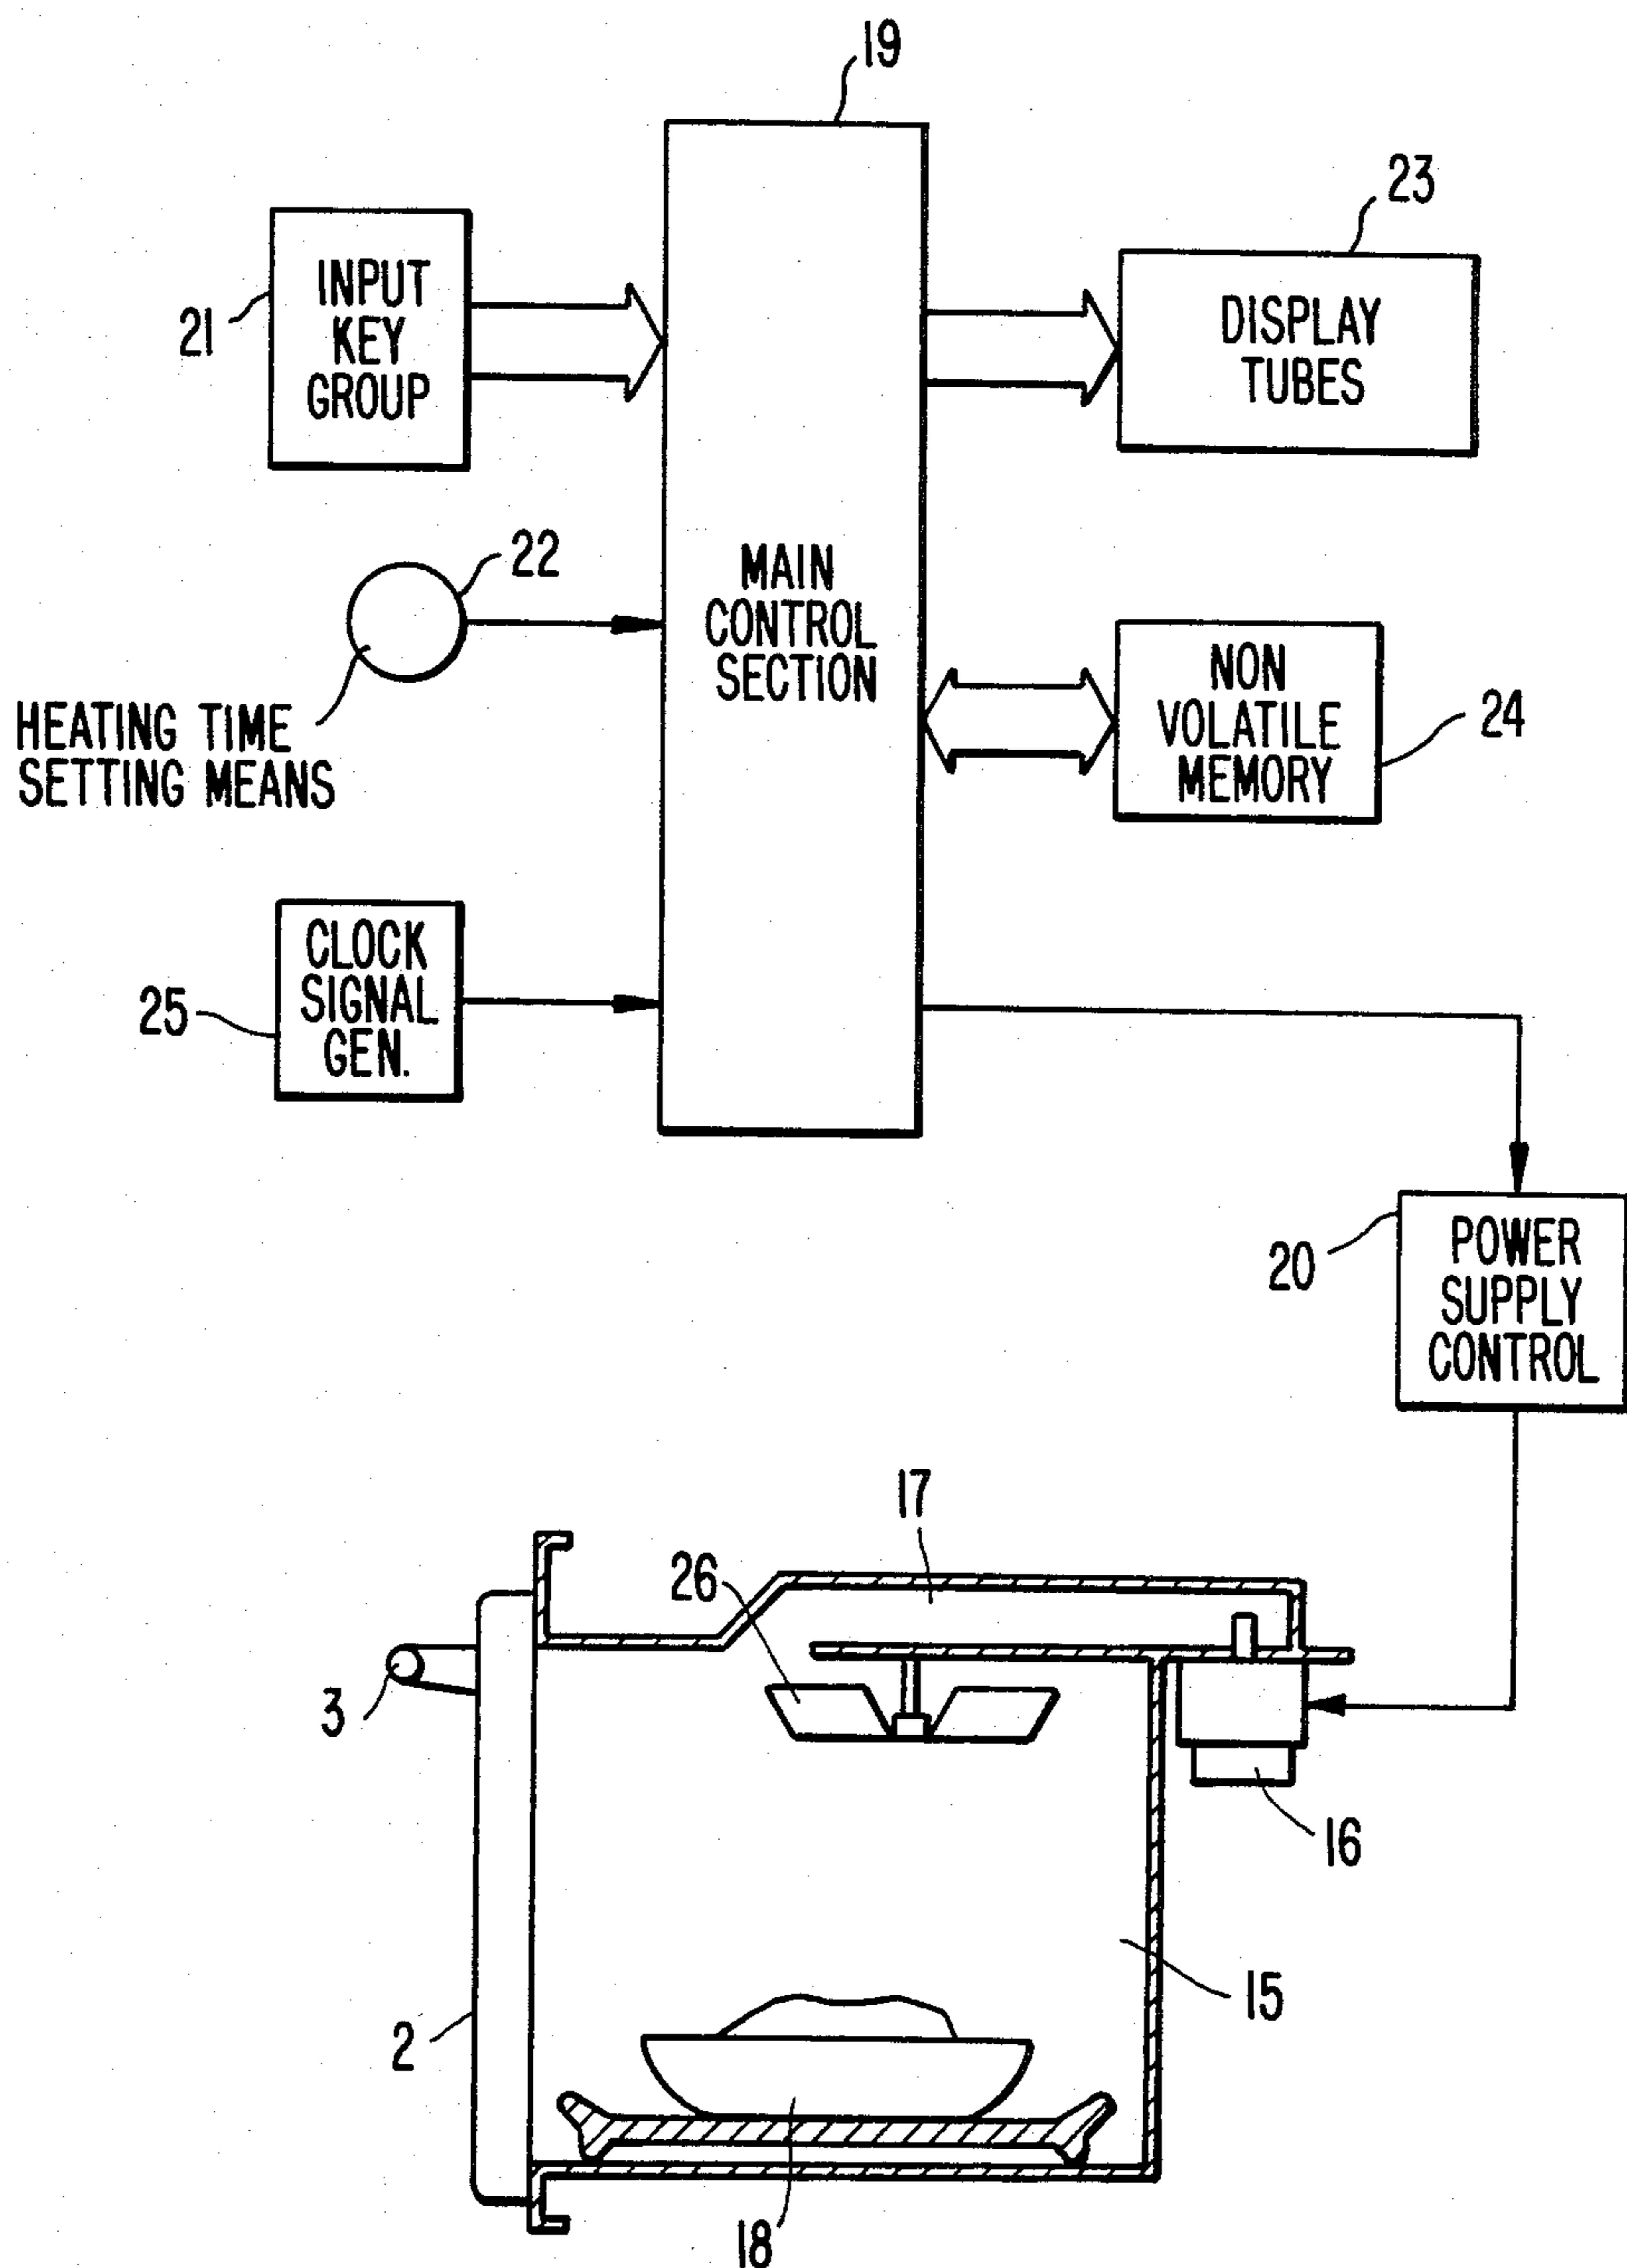 19
23
21
INPUT
KEY
GROUP
DISPLAY
TUBES
22
HEATING TIME
SETTING MEANS
MAIN
CONTROL
SECTION
NON
VOLATILE
MEMORY
24
25
CLOCK
SIGNAL
GEN.
20
POWER
SUPPLY
CONTROL
17
26
3
16
15
2
18